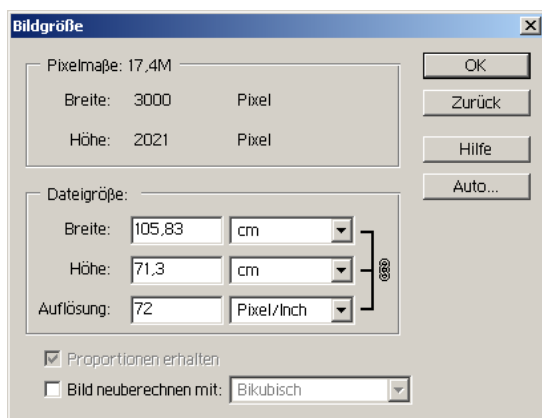 Bildgröße
Pixelmaße: 17,4M
Breite: 3000 Pixel
Höhe: 2021 Pixel
Dateigröße:
Breite: 105,83 cm
Höhe: 71,3 cm
Auflösung: 72 Pixel/Inch
Proportionen erhalten
Bild neuberechnen mit: Bikubisch
OK
Zurück
Hilfe
Auto...